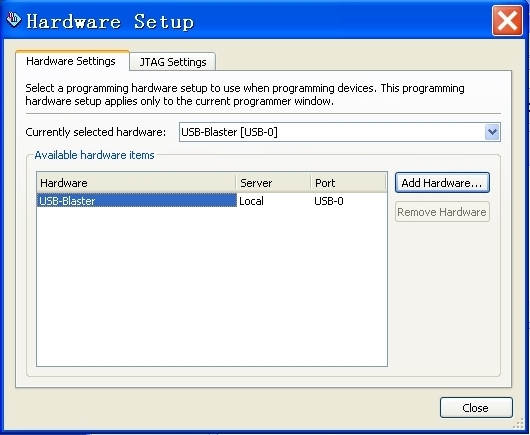 Hardware Setup
Hardware Settings
JTAG Settings
Select a programming hardware setup to use when programming devices. This programming
hardware setup applies only to the current programmer window.
Currently selected hardware:
USB-Blaster [USB-0]
Available hardware items
Hardware Server Port
USB-Blaster Local USB-0
Add Hardware...
Remove Hardware
Close